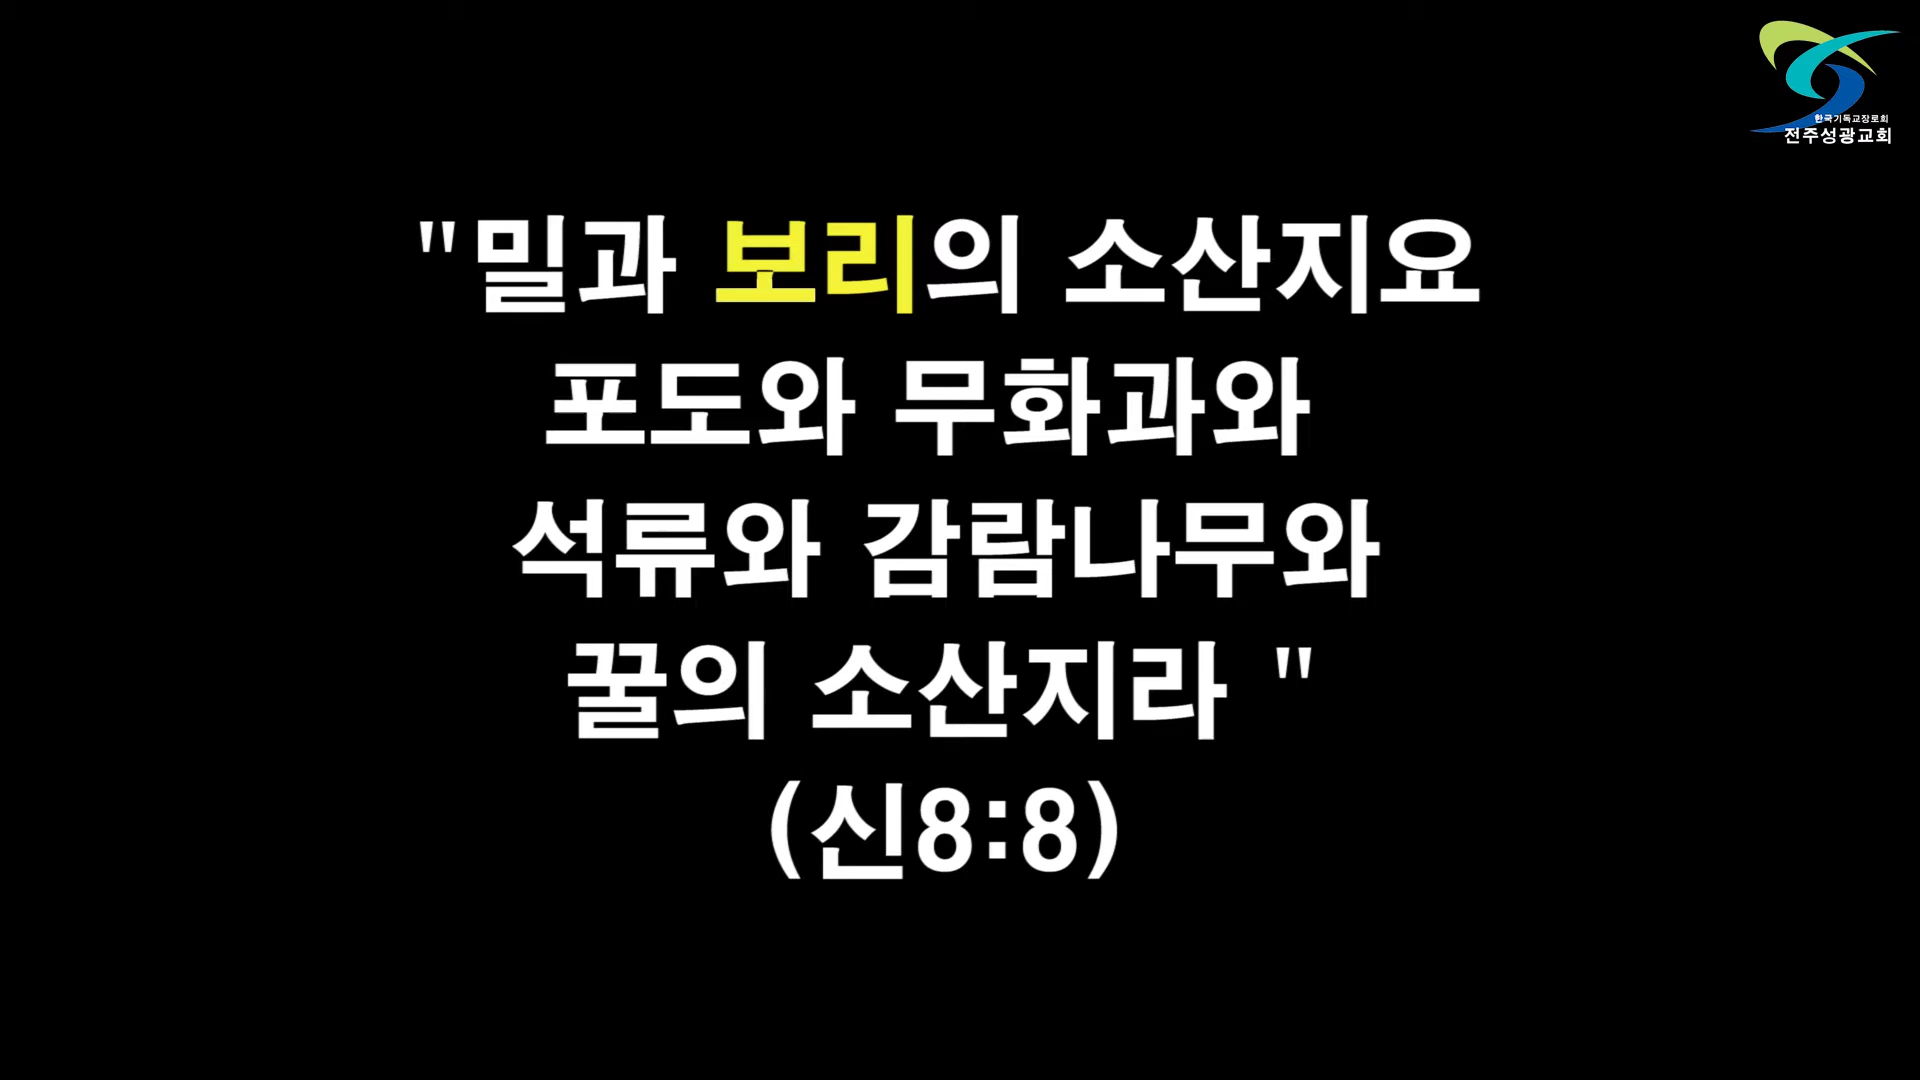 한국기독교장로회
전주성광교회
"밀과 보리의 소산지요
포도와 무화과와
석류와 감람나무와
꿀의 소산지라 "
(신8:8)